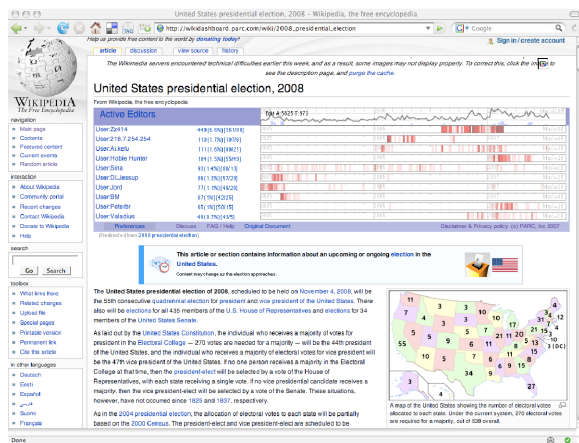 United States presidential election, 2008 - Wikipedia, the free encyclopedia
http://wikidashboard.parc.com/wiki/2008_presidential_election
Google
Help us provide free content to the world by donating today!
Sign in / create account
article
discussion
view source
history
The Wikipedia servers encountered technical difficulties earlier this week, and as a result, some images may not display properly. To correct this, click the image to
see the description page, and purge the cache.
WIKIPEDIA
The Free Encyclopedia
United States presidential election, 2008
From Wikipedia, the free encyclopedia
Active Editors
User:Zz414
User:216.7.254.254
User:Alkefu
User:Hobie Hunter
User:Sina
User:DLJessup
User:Jord
User:BM
User:Peterbr
User:Valadius
Preferences
Discuss
FAQ / Help
Original Document
Disclaimer & Privacy policy (c) PARC, Inc 2007
(Redirected from 2008 presidential election)
navigation
Main page
Contents
Featured content
Current events
Random article
interaction
About Wikipedia
Community portal
Recent changes
Contact Wikipedia
Donate to Wikipedia
Help
search
Go
Search
toolbox
What links here
Related changes
Upload file
Special pages
Printable version
Permanent link
Cite this article
in other languages
Deutsch
Eesti
Español
فارسی
Suomi
Français
This article or section contains information about an upcoming or ongoing election in the
United States.
Content may change as the election approaches.
The United States presidential election of 2008, scheduled to be held on November 4, 2008, will be
the 55th consecutive quadrennial election for president and vice president of the United States. There
also will be elections for all 435 members of the U.S. House of Representatives and elections for 34
members of the United States Senate.
As laid out by the United States Constitution, the individual who receives a majority of votes for
president in the Electoral College — 270 votes are needed for a majority — will be the 44th president
of the United States, and the individual who receives a majority of electoral votes for vice president will
be the 47th vice president of the United States. If no one person receives a majority in the Electoral
College at that time, then the president-elect will be selected by a vote of the House of
Representatives, with each state receiving a single vote. If no vice presidential candidate receives a
majority, then the vice president-elect will be selected by a vote of the Senate. These situations,
however, have not occurred since 1825 and 1837, respectively.
As in the 2004 presidential election, the allocation of electoral votes to each state will be partially
based on the 2000 Census. The president-elect and vice president-elect are scheduled to be
A map of the United States showing the number of electoral votes
allocated to each state. Under the current system, 270 electoral votes
are required for a majority, out of 538 overall.
Done